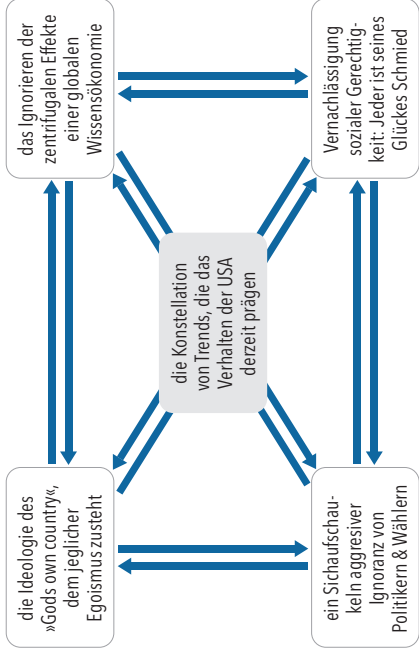 die Ideologie des
»Gods own country«,
dem jeglicher
Egoismus zusteht
das Ignorieren der
zentrifugalen Effekte
einer globalen
Wissensökonomie
die Konstellation
von Trends, die das
Verhalten der USA
derzeit prägen
ein Sichaufschau-
keln aggresiver
Ignoranz von
Politikern & Wählern
Vernachlässigung
sozialer Gerechtig-
keit: Jeder ist seines
Glückes Schmied